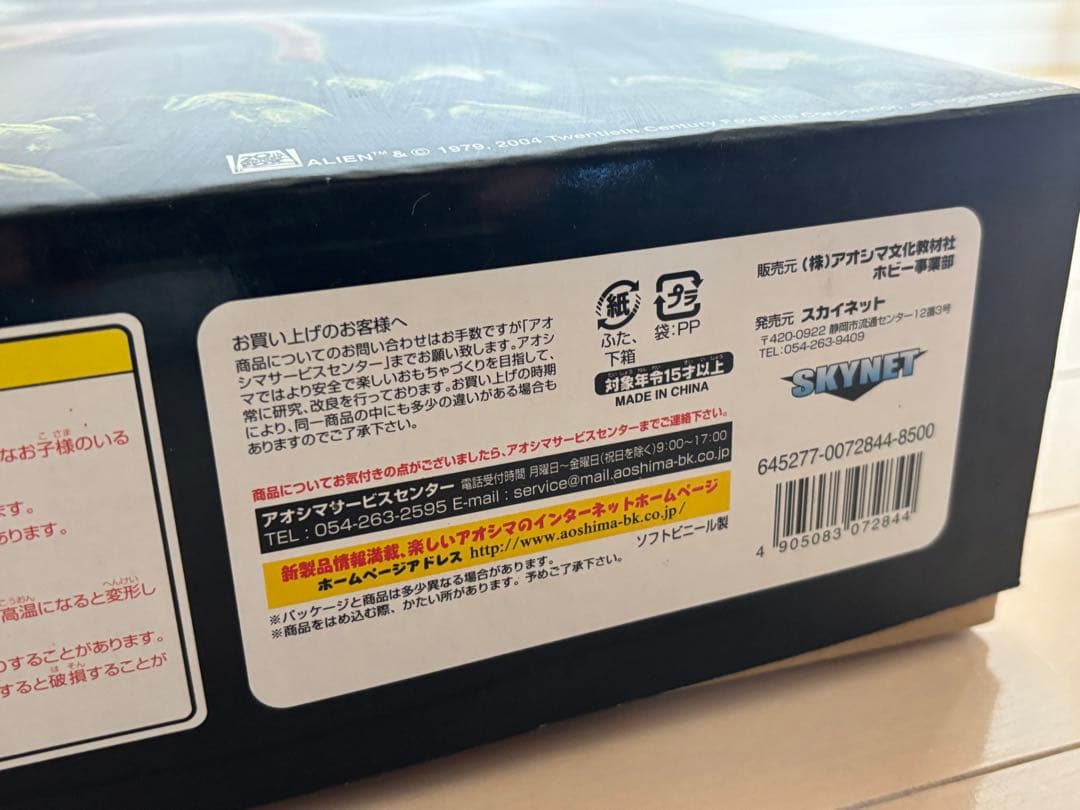 ALIEN™ & © 1979, 2004 Twentieth Century Fox Film Corporation. All Rights Reserved
お買い上げのお客様へ
商品についてのお問い合わせはお手数ですが「アオ
シマサービスセンター」までお願い致します。アオシ
マではより安全で楽しいおもちゃづくりを目指して、
常に研究、改良を行っております。お買い上げの時期
により、同一商品の中にも多少の違いがある場合も
ありますのでご了承下さい。
紙
ふた、
下箱
プラ
袋:PP
対象年令15才以上
MADE IN CHINA
販売元 (株)アオシマ文化教材社
ホビー事業部
発売元 スカイネット
〒420-0922 静岡市流通センター12番3号
TEL:054-263-9409
SKYNET
商品についてお気付きの点がございましたら、アオシマサービスセンターまでご連絡下さい。
アオシマサービスセンター 電話受付時間 月曜日~金曜日(祝日を除く)9:00~17:00
TEL:054-263-2595 E-mail:service@mail.aoshima-bk.co.jp
新製品情報満載、楽しいアオシマのインターネットホームページ
ホームページアドレス http://www.aoshima-bk.co.jp/
※パッケージと商品は多少異なる場合があります。
※商品をはめ込む際、かたい所があります。予めご了承下さい。
ソフトビニール製
645277-0072844-8500
4 905083 072844
なお子様のいる
ます。
あります。
高温になると変形し
りすることがあります。
すると破損することが